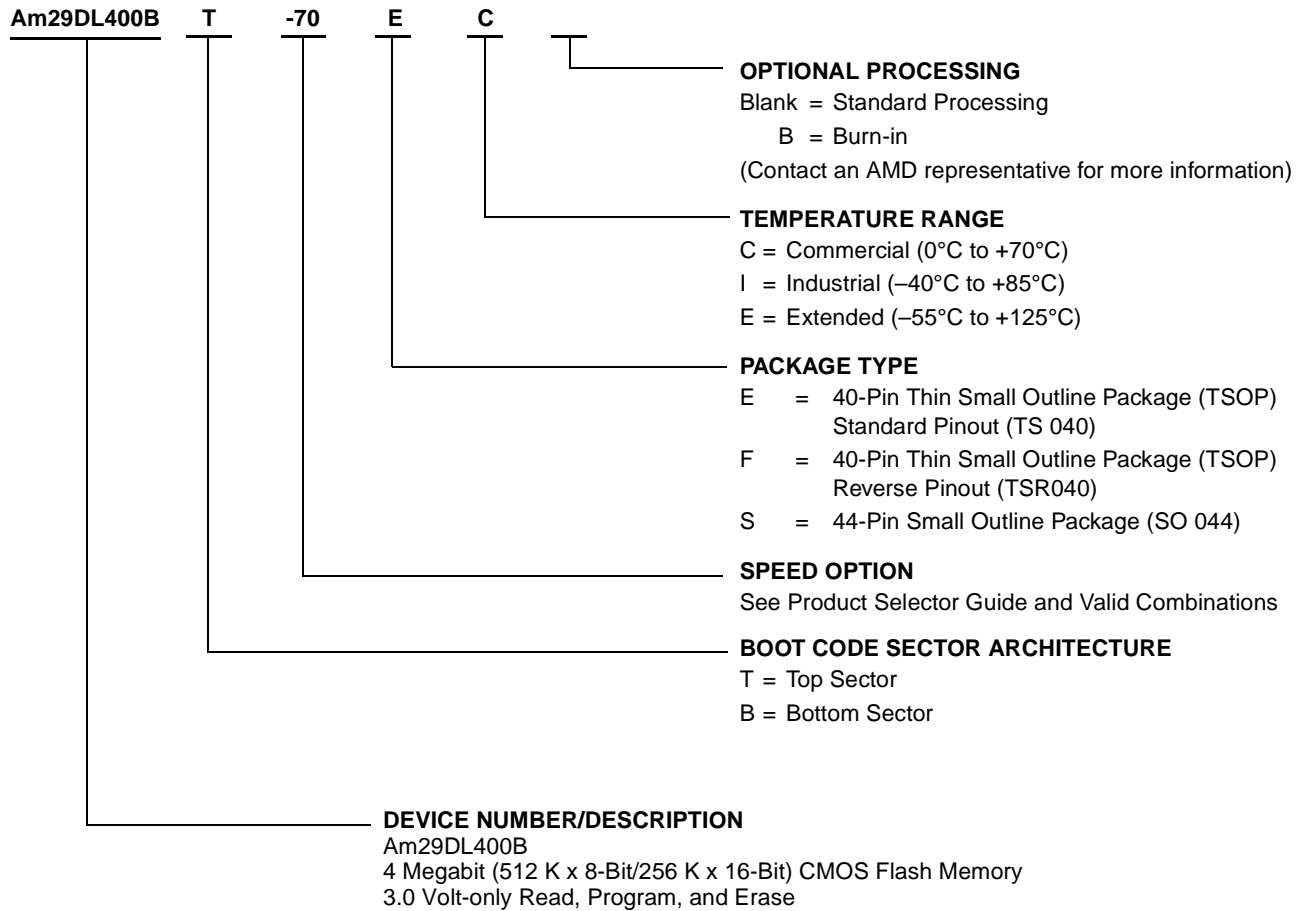 Am29DL400B T -70 E C
OPTIONAL PROCESSING
Blank = Standard Processing
B = Burn-in
(Contact an AMD representative for more information)
TEMPERATURE RANGE
C = Commercial (0°C to +70°C)
I = Industrial (–40°C to +85°C)
E = Extended (–55°C to +125°C)
PACKAGE TYPE
E = 40-Pin Thin Small Outline Package (TSOP)
Standard Pinout (TS 040)
F = 40-Pin Thin Small Outline Package (TSOP)
Reverse Pinout (TSR040)
S = 44-Pin Small Outline Package (SO 044)
SPEED OPTION
See Product Selector Guide and Valid Combinations
BOOT CODE SECTOR ARCHITECTURE
T = Top Sector
B = Bottom Sector
DEVICE NUMBER/DESCRIPTION
Am29DL400B
4 Megabit (512 K x 8-Bit/256 K x 16-Bit) CMOS Flash Memory
3.0 Volt-only Read, Program, and Erase